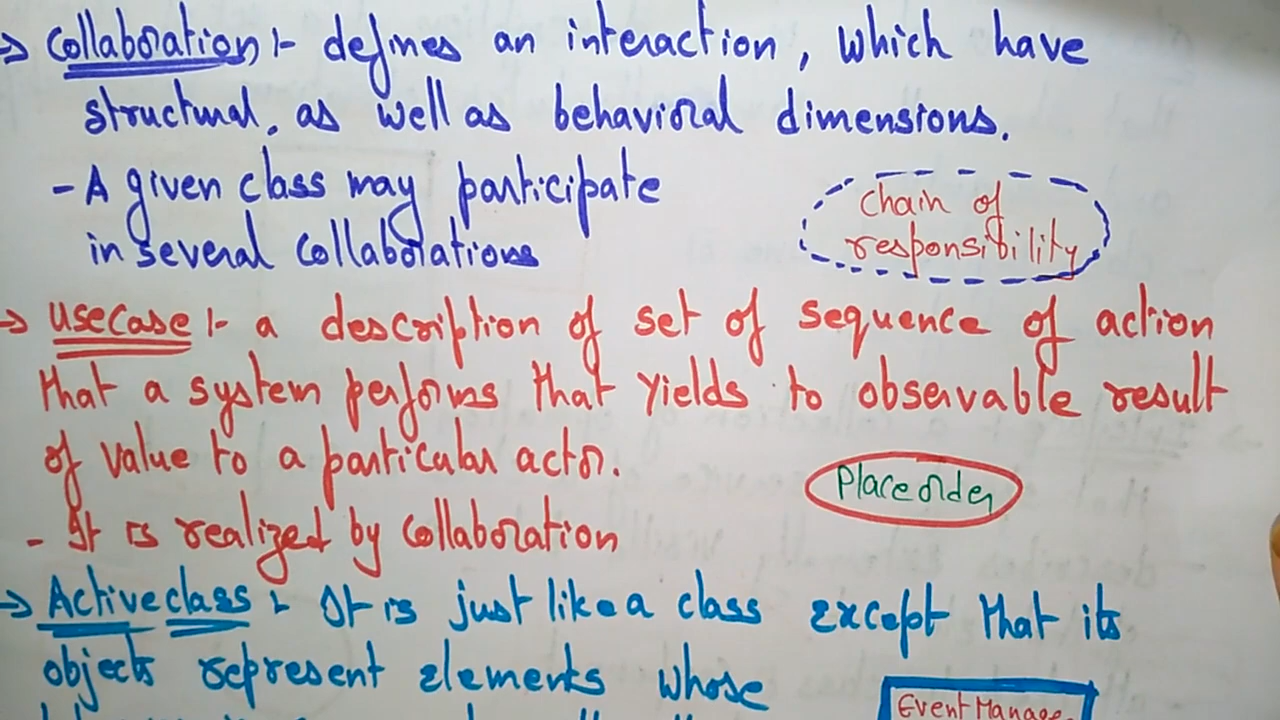 → Collaboration :- defines an interaction, which have
structural, as well as behavioral dimensions.
- A given class may participate
in several collaborations
chain of
responsibility
→ usecase :- a description of set of sequence of action
that a system performs that yields to observable result
of value to a particular actor.
Place order
- It is realized by collaboration
→ Active class :- It is just like a class except that its
objects represent elements whose
Event Manage